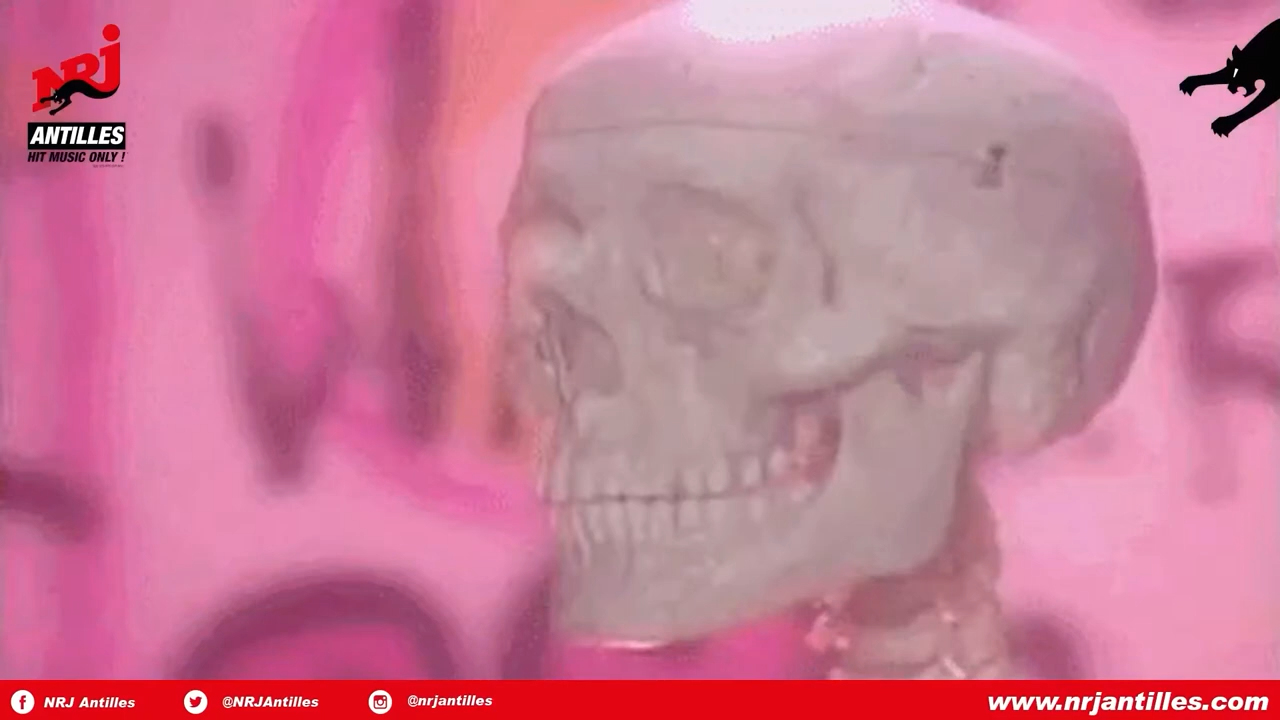 NRJ
ANTILLES
HIT MUSIC ONLY !
NRJ Antilles
@NRJAntilles
@nrjantilles
www.nrjantilles.com